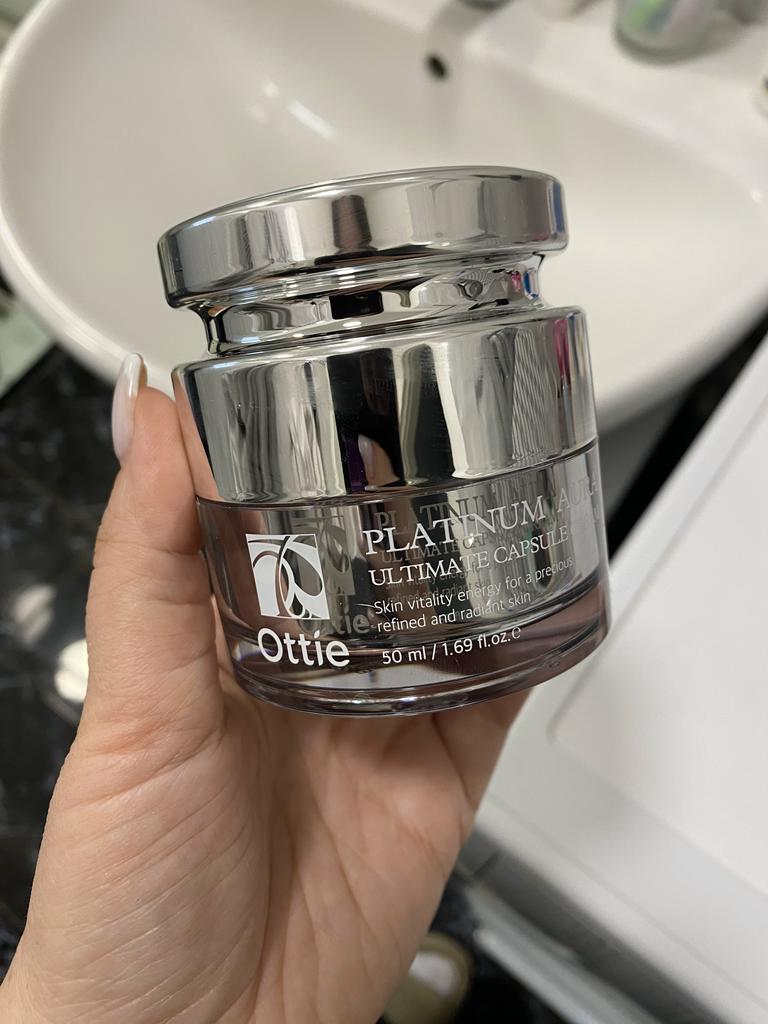 PLATINUM AUR
ULTIMATE CAPSULE
Skin vitality energy for a precious
refined and radiant skin
Ottie
50 ml / 1.69 fl.oz.℮